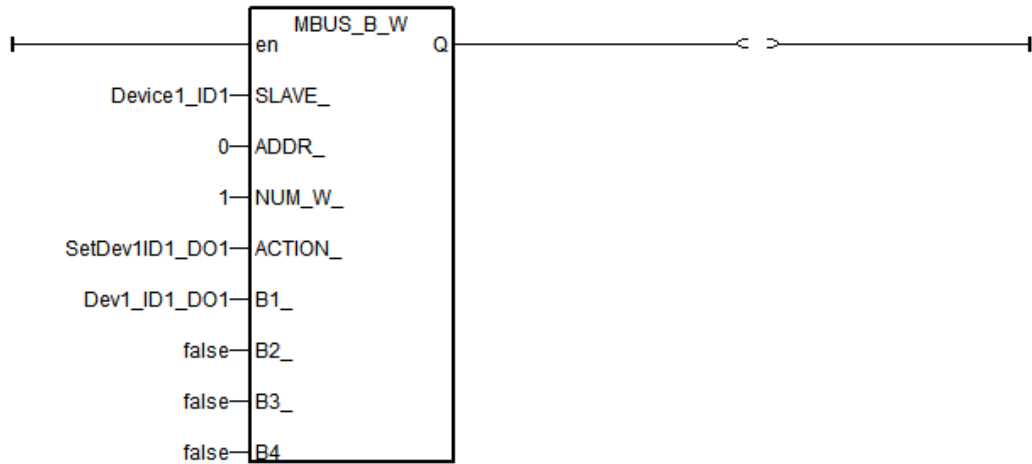 MBUS_B_W
en Q
Device1_ID1 SLAVE_
0 ADDR_
1 NUM_W_
SetDev1ID1_DO1 ACTION_
Dev1_ID1_DO1 B1_
false B2_
false B3_
false B4